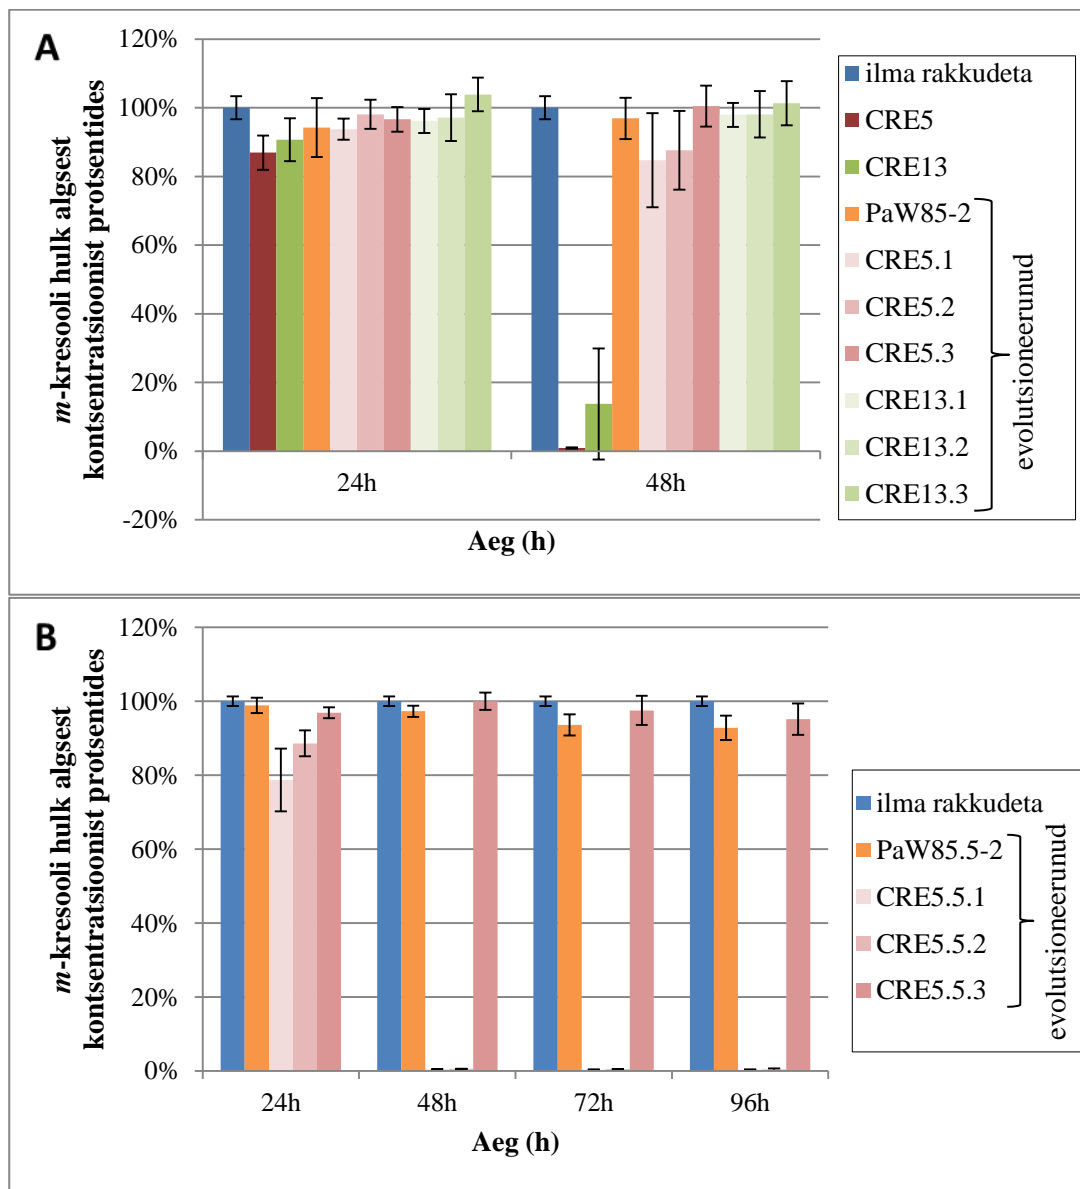 A
120%
100%
80%
60%
40%
20%
0%
-20%
m-kresooli hulk algsest
kontsentratsioonist protsentides
24h
48h
Aeg (h)
ilma rakkudeta
CRE5
CRE13
PaW85-2
CRE5.1
CRE5.2
CRE5.3
CRE13.1
CRE13.2
CRE13.3
evolutsioneerunud
B
120%
100%
80%
60%
40%
20%
0%
m-kresooli hulk algsest
kontsentratsioonist protsentides
24h
48h
72h
96h
Aeg (h)
ilma rakkudeta
PaW85.5-2
CRE5.5.1
CRE5.5.2
CRE5.5.3
evolutsioneerunud